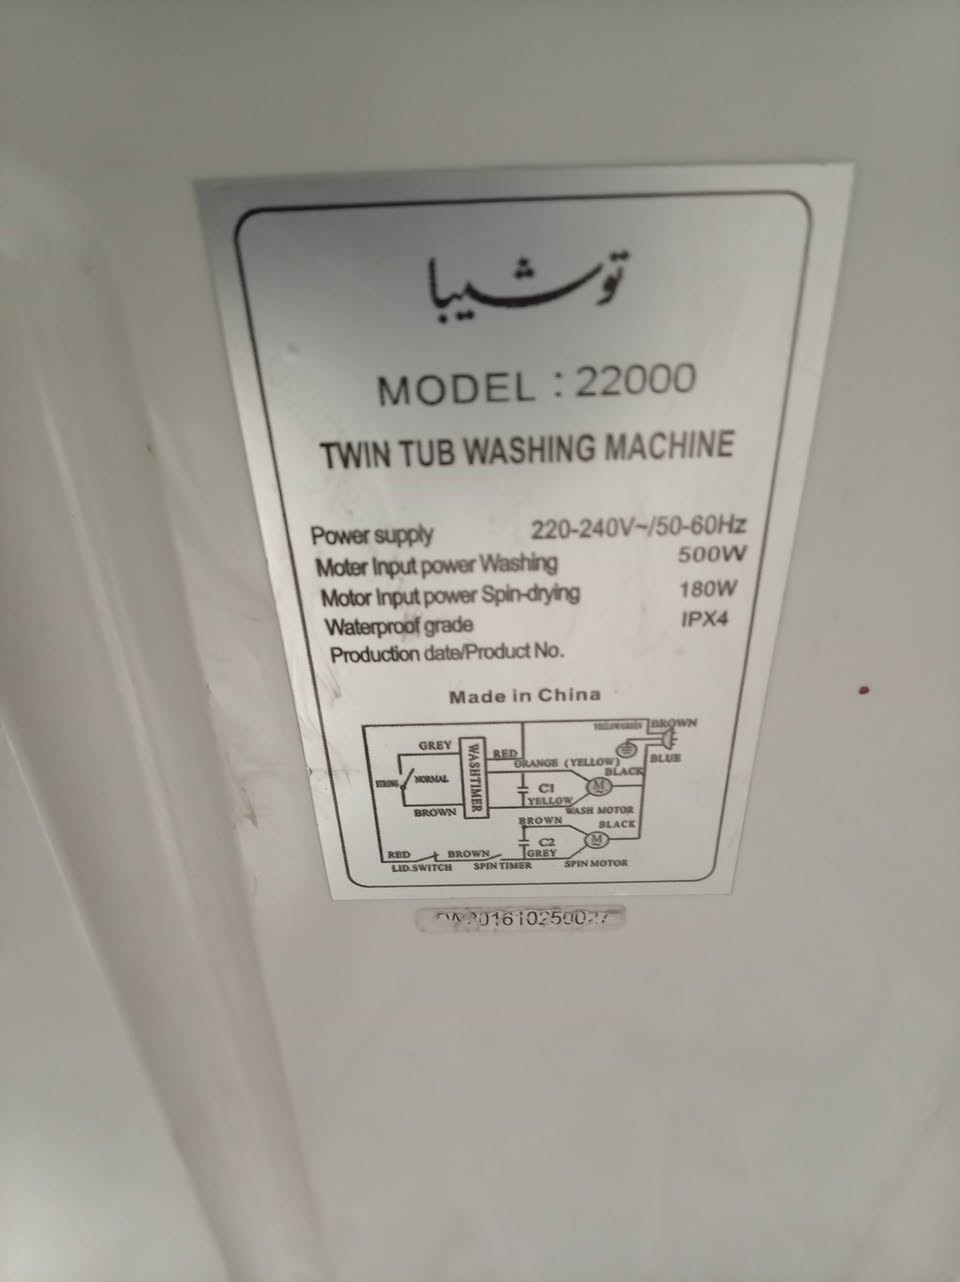 توشيبا
MODEL : 22000
TWIN TUB WASHING MACHINE
Power supply 220-240V~/50-60Hz
Moter Input power Washing 500W
Motor Input power Spin-drying 180W
Waterproof grade IPX4
Production date/Product No.
Made in China
BROWN
GREY
WASHTIMER
RED
ORANGE (YELLOW)
BLUE
STRONG
NORMAL
BLACK
M
C1
YELLOW
BROWN
WASH MOTOR
BROWN
BLACK
M
C2
RED
BROWN
GREY
LID.SWITCH
SPIN TIMER
SPIN MOTOR